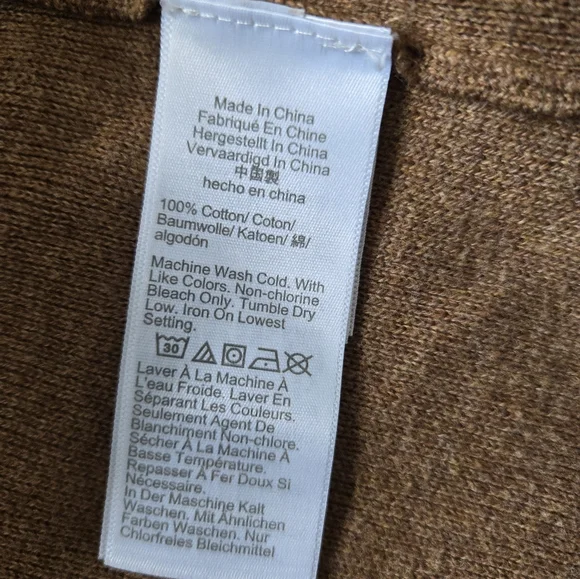 Made In China
Fabriqué En Chine
Hergestellt In China
Vervaardigd In China
中国製
hecho en china
100% Cotton/ Coton/
Baumwolle/ Katoen/ 綿/
algodón
Machine Wash Cold. With
Like Colors. Non-chlorine
Bleach Only. Tumble Dry
Low. Iron On Lowest
Setting.
30
Laver À La Machine À
L'eau Froide. Laver En
Séparant Les Couleurs.
Seulement Agent De
Blanchiment Non-chlore.
Sécher À La Machine À
Basse Température.
Repasser À Fer Doux Si
Nécessaire.
In Der Maschine Kalt
Waschen. Mit Ähnlichen
Farben Waschen. Nur
Chlorfreies Bleichmittel